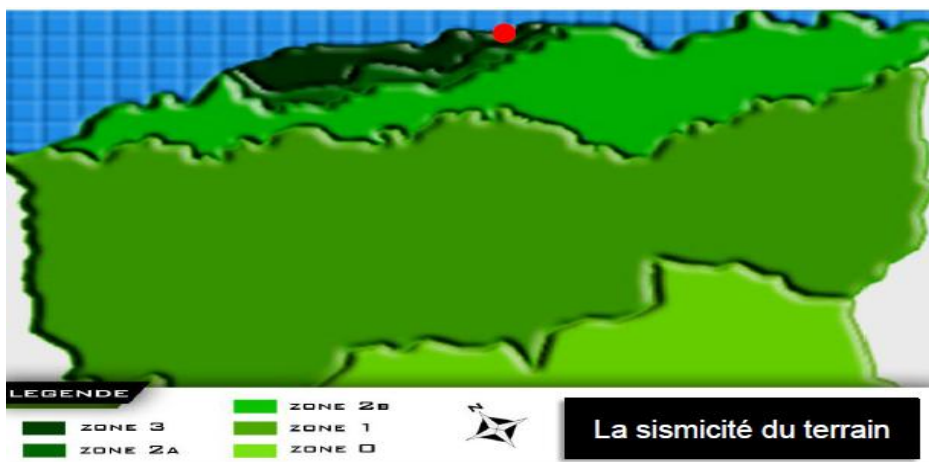 LEGENDE
ZONE 3
ZONE 2A
ZONE 2B
ZONE 1
ZONE 0
N
La sismicité du terrain